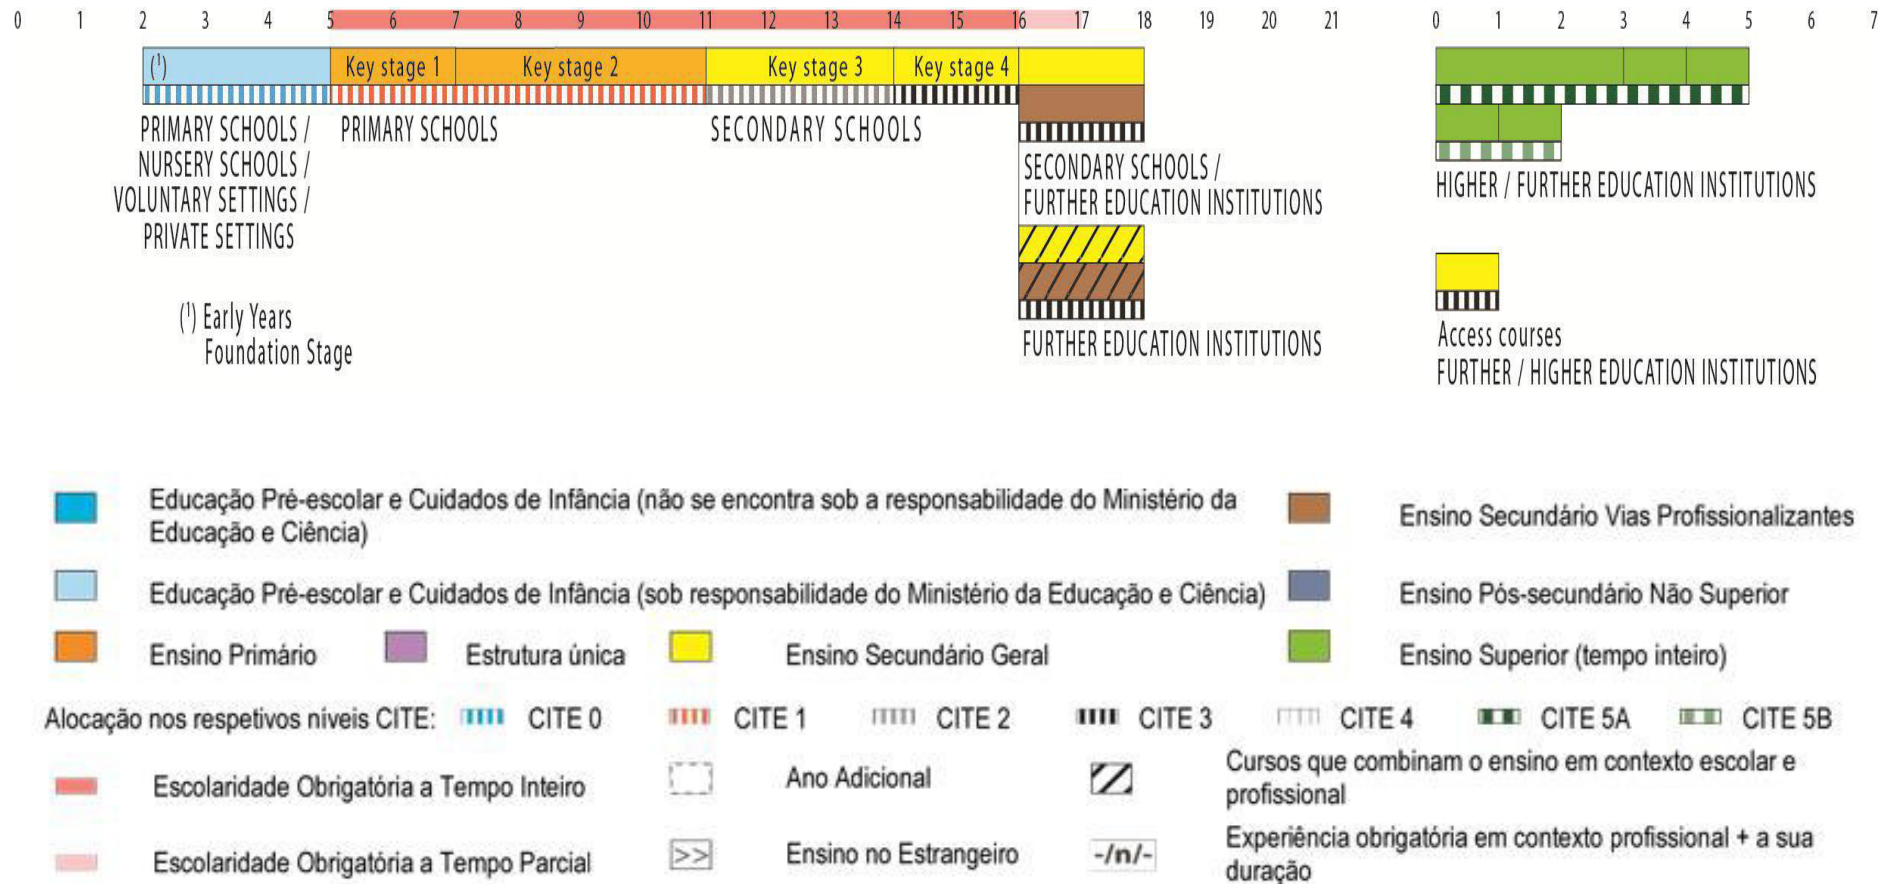 0 1 2 3 4 5 6 7 8 9 10 11 12 13 14 15 16 17 18 19 20 21 0 1 2 3 4 5 6 7
(¹) Key stage 1 Key stage 2 Key stage 3 Key stage 4
PRIMARY SCHOOLS /
NURSERY SCHOOLS /
VOLUNTARY SETTINGS /
PRIVATE SETTINGS
PRIMARY SCHOOLS
SECONDARY SCHOOLS
SECONDARY SCHOOLS /
FURTHER EDUCATION INSTITUTIONS
HIGHER / FURTHER EDUCATION INSTITUTIONS
(¹) Early Years
Foundation Stage
FURTHER EDUCATION INSTITUTIONS
Access courses
FURTHER / HIGHER EDUCATION INSTITUTIONS
Educação Pré-escolar e Cuidados de Infância (não se encontra sob a responsabilidade do Ministério da
Educação e Ciência)
Ensino Secundário Vias Profissionalizantes
Educação Pré-escolar e Cuidados de Infância (sob responsabilidade do Ministério da Educação e Ciência)
Ensino Pós-secundário Não Superior
Ensino Primário Estrutura única Ensino Secundário Geral Ensino Superior (tempo inteiro)
Alocação nos respetivos níveis CITE: CITE 0 CITE 1 CITE 2 CITE 3 CITE 4 CITE 5A CITE 5B
Escolaridade Obrigatória a Tempo Inteiro
Ano Adicional
Cursos que combinam o ensino em contexto escolar e
profissional
Escolaridade Obrigatória a Tempo Parcial
>> Ensino no Estrangeiro
-/n/- Experiência obrigatória em contexto profissional + a sua
duração